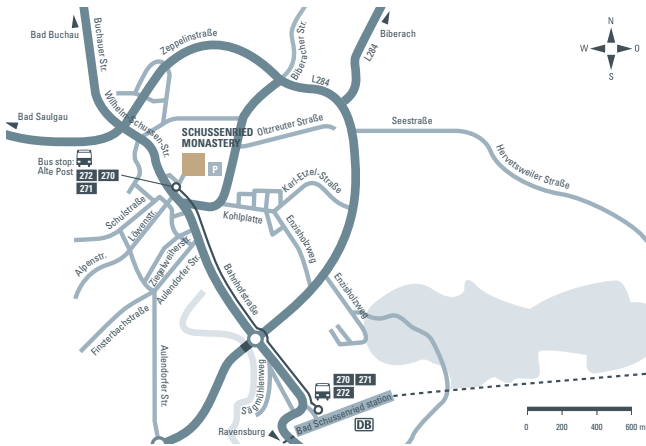 Bad Buchau
Buchauer Str.
Zeppelinstraße
Biberacher Str.
L284
L284
Biberach
N
W
O
S
Bad Saulgau
Wilhelm-Schussen-Str.
SCHUSSENRIED
MONASTERY
P
Oltzreuter Straße
Seestraße
Hervetsweiler Straße
Bus stop:
Alte Post
272 270
271
Karl-Etzel-Straße
Kohlplatte
Enzisholzweg
Schulstraße
Löwenstr.
Alpenstr.
Ziegelweiherstr.
Aulendorfer Str.
Bahnhofstraße
Enzisholzweg
Finsterbachstraße
Aulendorfer Str.
Sägmühlenweg
270 271
272
Bad Schussenried station
DB
Ravensburg
0 200 400 600 m